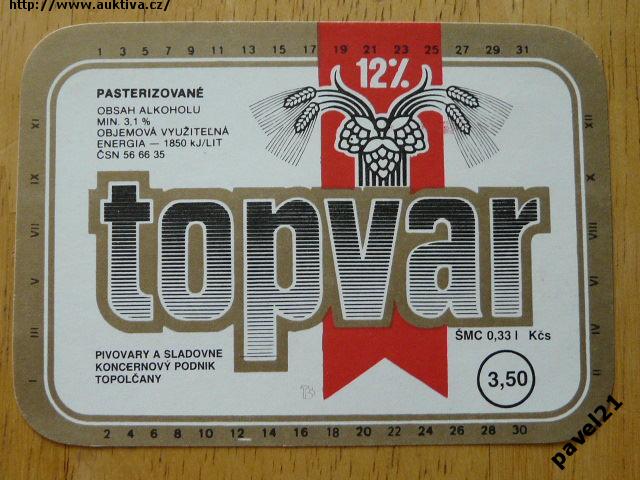 http://www.auktiva.cz/
1 3 5 7 9 11 13 15 17 19 21 23 25 27 29 31
12%
PASTERIZOVANÉ
OBSAH ALKOHOLU
MIN. 3,1 %
OBJEMOVÁ VYUŽITELNÁ
ENERGIA — 1850 kJ/LIT
ČSN 56 66 35
XI
IX
VII
V
III
I
XII
X
VIII
VI
IV
II
topvar
ŠMC 0,33 l Kčs
3,50
PIVOVARY A SLADOVNE
KONCERNOVÝ PODNIK
TOPOLČANY
2 4 6 8 10 12 14 16 18 20 22 24 26 28 30
pavel21